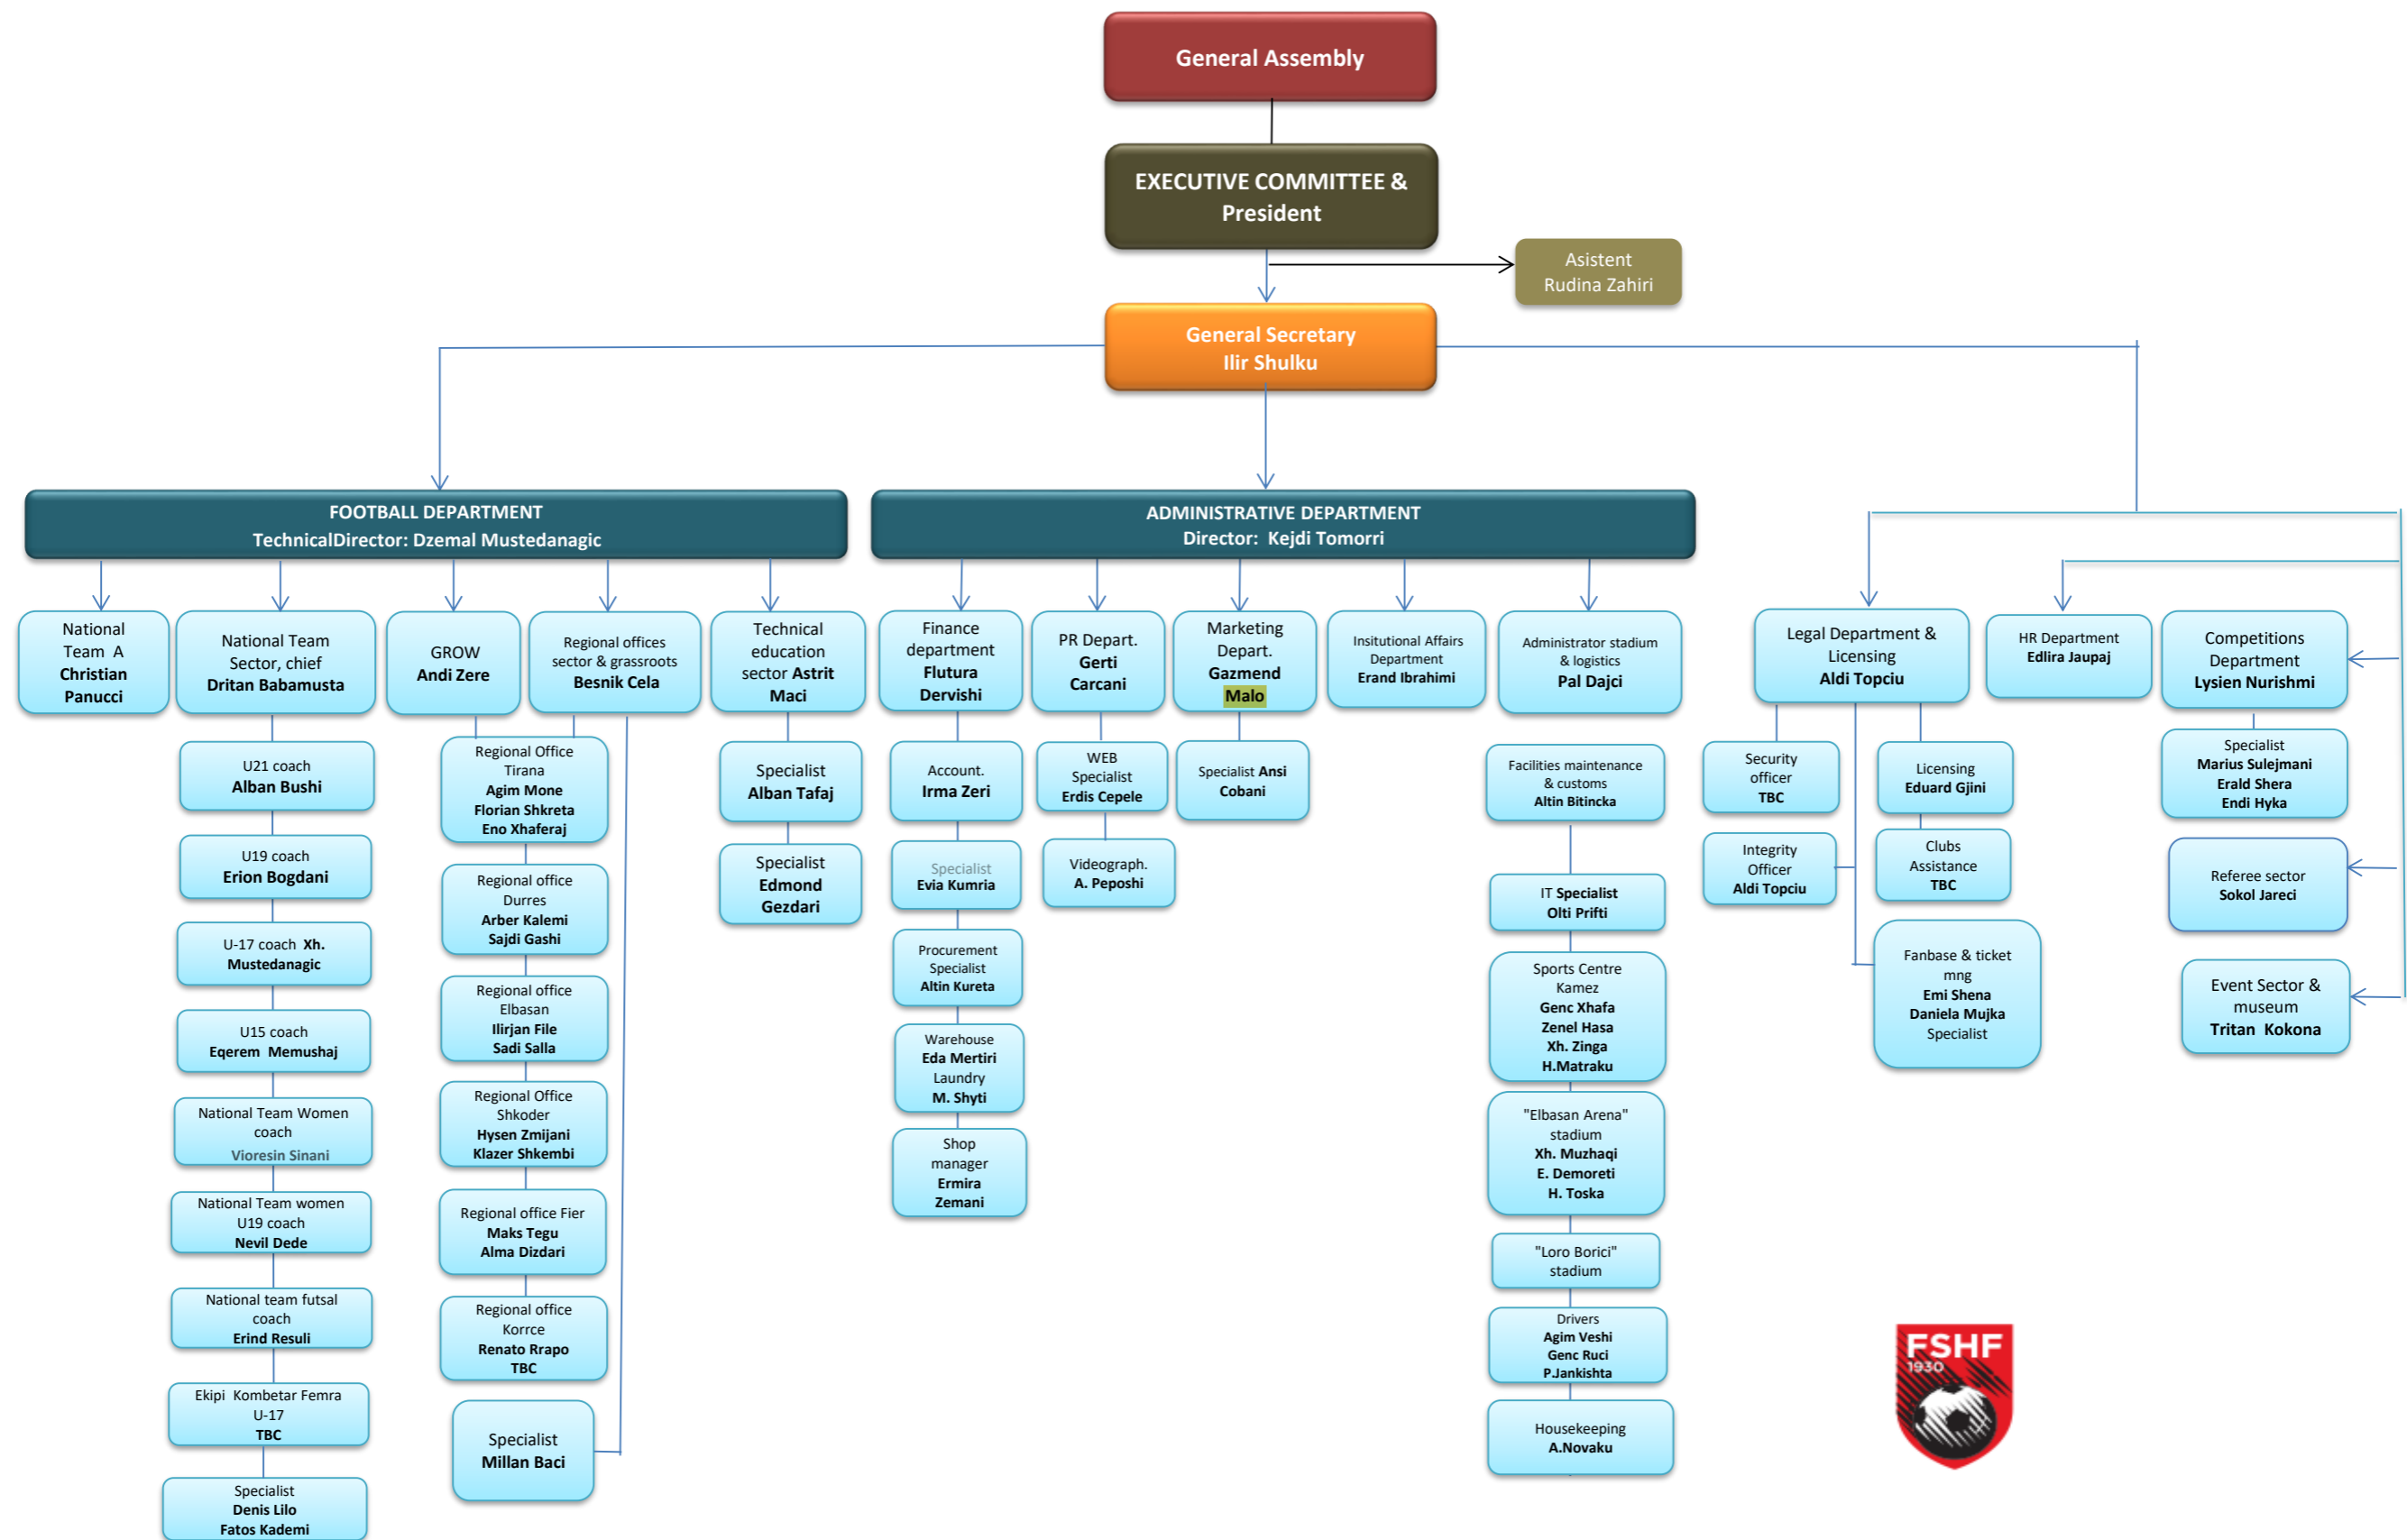 General Assembly
EXECUTIVE COMMITTEE &
President
Asistent
Rudina Zahiri
General Secretary
Ilir Shulku
FOOTBALL DEPARTMENT
TechnicalDirector: Dzemal Mustedanagic
ADMINISTRATIVE DEPARTMENT
Director: Kejdi Tomorri
National
Team A
Christian
Panucci
National Team
Sector, chief
Dritan Babamusta
GROW
Andi Zere
Regional offices
sector & grassroots
Besnik Cela
Technical
education
sector Astrit
Maci
Finance
department
Flutura
Dervishi
PR Depart.
Gerti
Carcani
Marketing
Depart.
Gazmend
Malo
Insitutional Affairs
Department
Erand Ibrahimi
Administrator stadium
& logistics
Pal Dajci
Legal Department &
Licensing
Aldi Topciu
HR Department
Edlira Jaupaj
Competitions
Department
Lysien Nurishmi
U21 coach
Alban Bushi
U19 coach
Erion Bogdani
U-17 coach Xh.
Mustedanagic
U15 coach
Eqerem Memushaj
National Team Women
coach
Vioresin Sinani
National Team women
U19 coach
Nevil Dede
National team futsal
coach
Erind Resuli
Ekipi Kombetar Femra
U-17
TBC
Specialist
Denis Lilo
Fatos Kademi
Regional Office
Tirana
Agim Mone
Florian Shkreta
Eno Xhaferaj
Regional office
Durres
Arber Kalemi
Sajdi Gashi
Regional office
Elbasan
Ilirjan File
Sadi Salla
Regional Office
Shkoder
Hysen Zmijani
Klazer Shkembi
Regional office Fier
Maks Tegu
Alma Dizdari
Regional office
Korrce
Renato Rrapo
TBC
Specialist
Millan Baci
Specialist
Alban Tafaj
Specialist
Edmond
Gezdari
Account.
Irma Zeri
Specialist
Evia Kumria
Procurement
Specialist
Altin Kureta
Warehouse
Eda Mertiri
Laundry
M. Shyti
Shop
manager
Ermira
Zemani
WEB
Specialist
Erdis Cepele
Videograph.
A. Peposhi
Specialist Ansi
Cobani
Facilities maintenance
& customs
Altin Bitincka
IT Specialist
Olti Prifti
Sports Centre
Kamez
Genc Xhafa
Zenel Hasa
Xh. Zinga
H.Matraku
"Elbasan Arena"
stadium
Xh. Muzhaqi
E. Demoreti
H. Toska
"Loro Borici"
stadium
Drivers
Agim Veshi
Genc Ruci
P.Jankishta
Housekeeping
A.Novaku
Security
officer
TBC
Integrity
Officer
Aldi Topciu
Licensing
Eduard Gjini
Clubs
Assistance
TBC
Fanbase & ticket
mng
Emi Shena
Daniela Mujka
Specialist
Specialist
Marius Sulejmani
Erald Shera
Endi Hyka
Referee sector
Sokol Jareci
Event Sector &
museum
Tritan Kokona
FSHF
1930